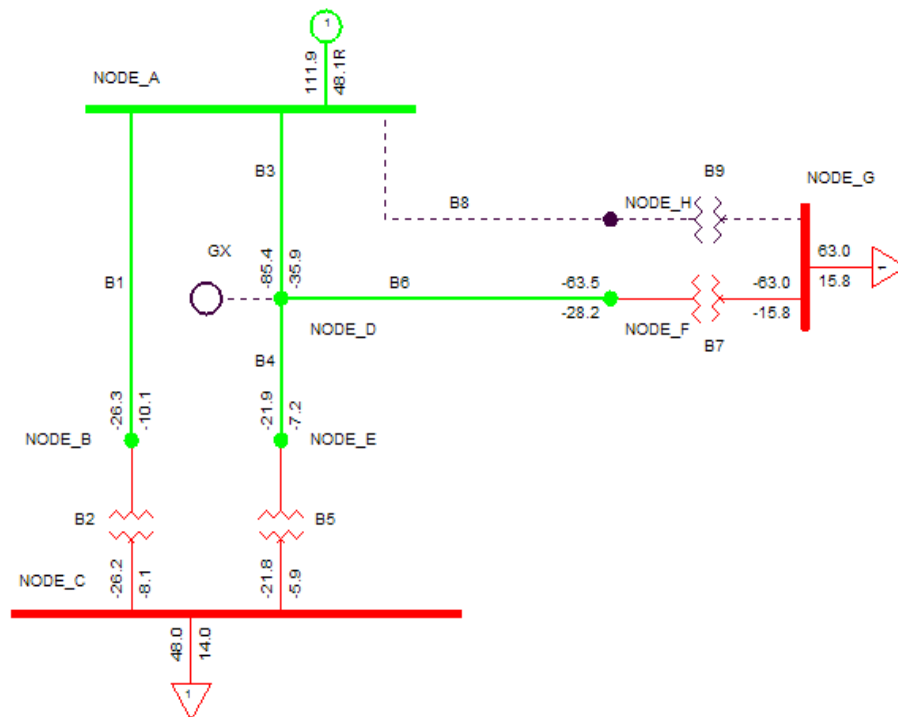 1
111.9
48.1R
NODE_A
B3
B9
NODE_G
B8
NODE_H
GX
-85.4
-35.9
63.0
15.8
1
B1
B6
-63.5
-28.2
-63.0
-15.8
NODE_D
NODE_F
B7
B4
-26.3
-10.1
-21.9
-7.2
NODE_B
NODE_E
B2
B5
-26.2
-8.1
-21.8
-5.9
NODE_C
48.0
14.0
1